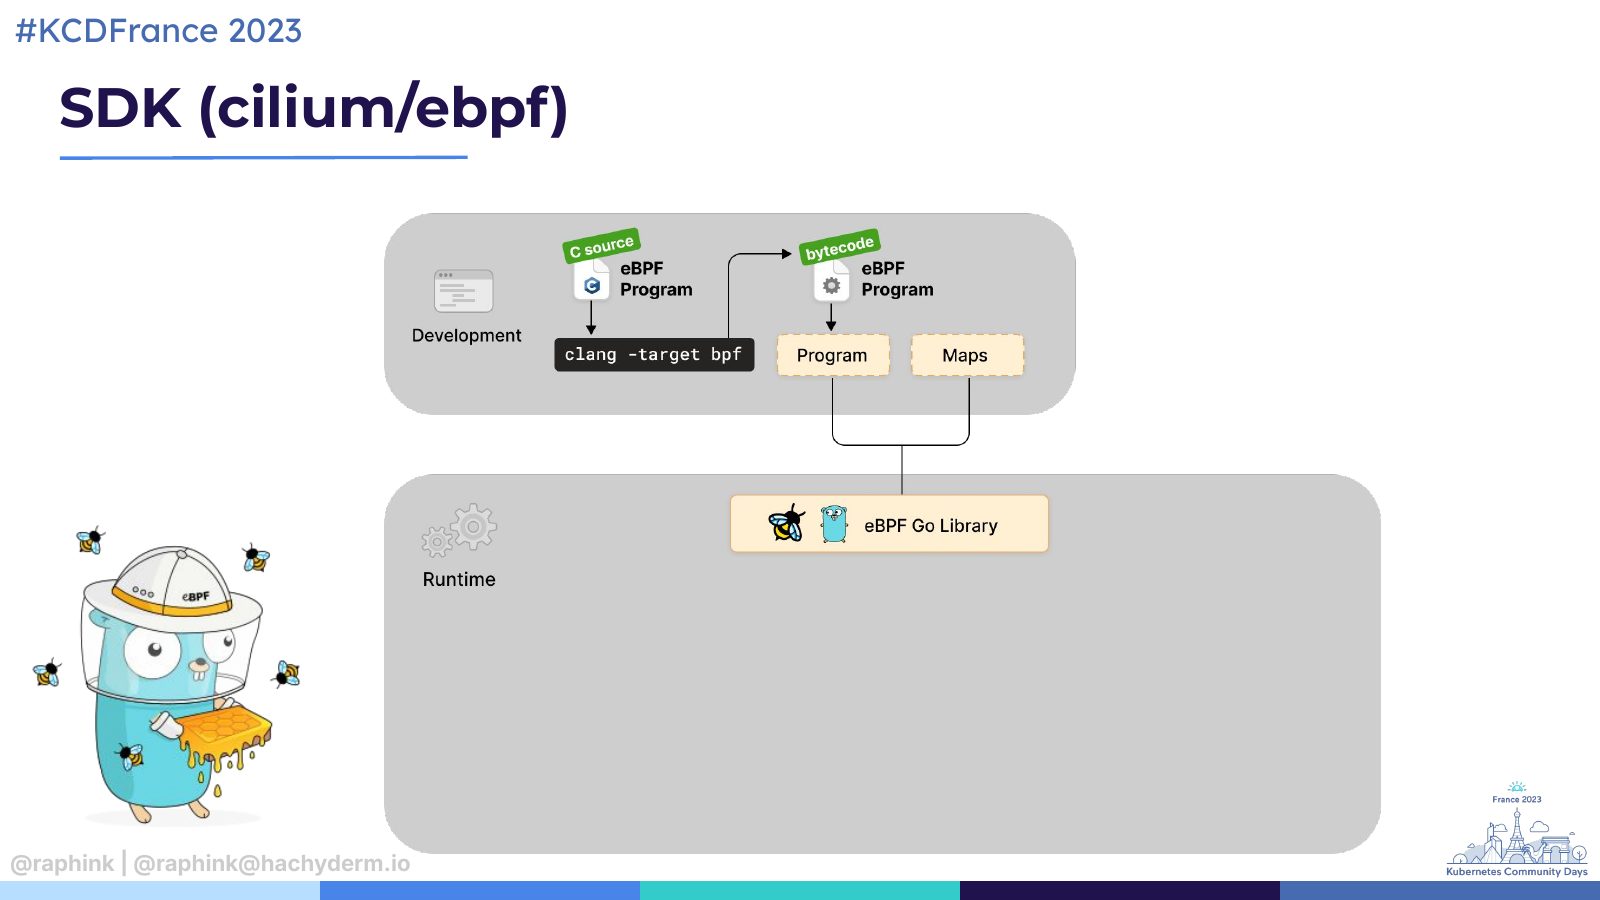 #KCDFrance 2023
SDK (cilium/ebpf)
C source
eBPF
Program
bytecode
eBPF
Program
Development
clang -target bpf
Program
Maps
eBPF Go Library
Runtime
eBPF
France 2023
Kubernetes Community Days
@raphink | @raphink@hachyderm.io